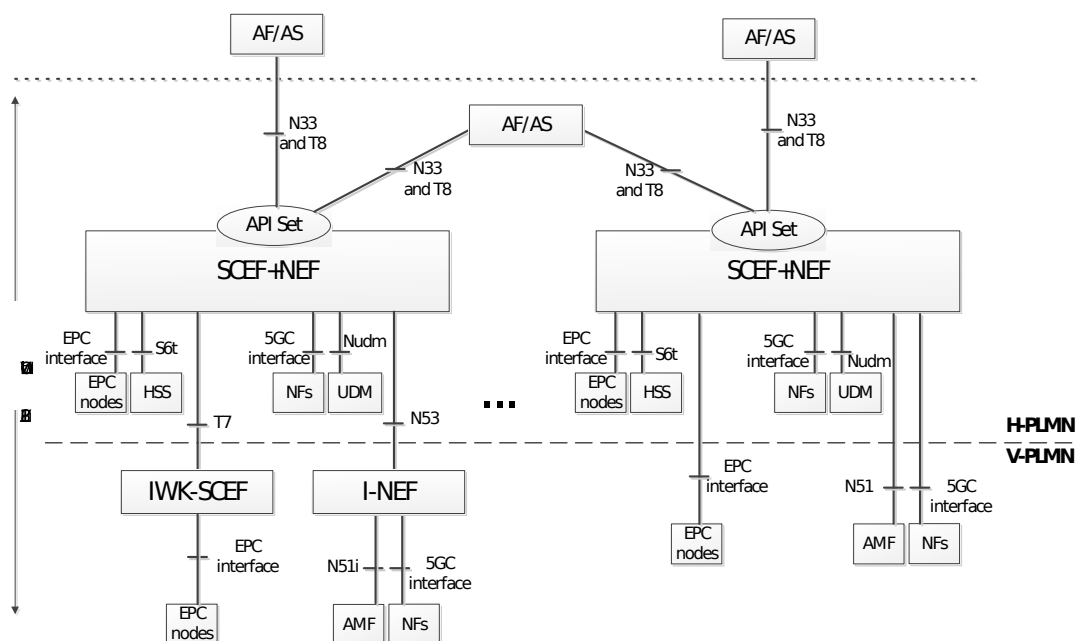 AF/AS
AF/AS
AF/AS
N33
and T8
N33
and T8
N33
and T8
N33
and T8
API Set
API Set
SCEF+NEF
SCEF+NEF
EPC
interface
S6t
5GC
interface
Nudm
EPC
interface
S6t
5GC
interface
Nudm
EPC
nodes
HSS
NFs
UDM
...
EPC
nodes
HSS
NFs
UDM
T7
N53
H-PLMN
V-PLMN
IWK-SCEF
I-NEF
EPC
interface
N51
5GC
interface
EPC
nodes
AMF
NFs
EPC
interface
N51i
5GC
interface
EPC
nodes
AMF
NFs